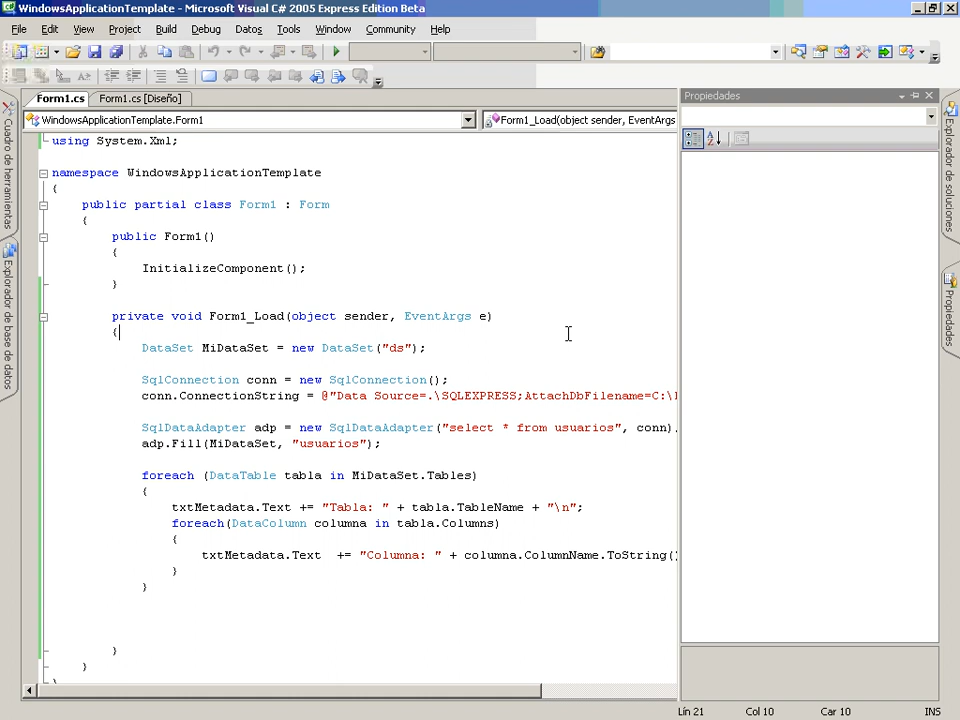 WindowsApplicationTemplate - Microsoft Visual C# 2005 Express Edition Beta
File Edit View Project Build Debug Datos Tools Window Community Help
Form1.cs Form1.cs [Diseño]
WindowsApplicationTemplate.Form1 Form1_Load(object sender, EventArgs
using System.Xml;
namespace WindowsApplicationTemplate
{
public partial class Form1 : Form
{
public Form1()
{
InitializeComponent();
}
private void Form1_Load(object sender, EventArgs e)
{
DataSet MiDataSet = new DataSet("ds");
SqlConnection conn = new SqlConnection();
conn.ConnectionString = @"Data Source=.\SQLEXPRESS;AttachDbFilename=C:\
SqlDataAdapter adp = new SqlDataAdapter("select * from usuarios", conn)
adp.Fill(MiDataSet, "usuarios");
foreach (DataTable tabla in MiDataSet.Tables)
{
txtMetadata.Text += "Tabla: " + tabla.TableName + "\n";
foreach(DataColumn columna in tabla.Columns)
{
txtMetadata.Text += "Columna: " + columna.ColumnName.ToString()
}
}
}
}
Cuadro de herramientas
Explorador de base de datos
Propiedades
Explorador de soluciones
Propiedades
Lín 21 Col 10 Car 10 INS